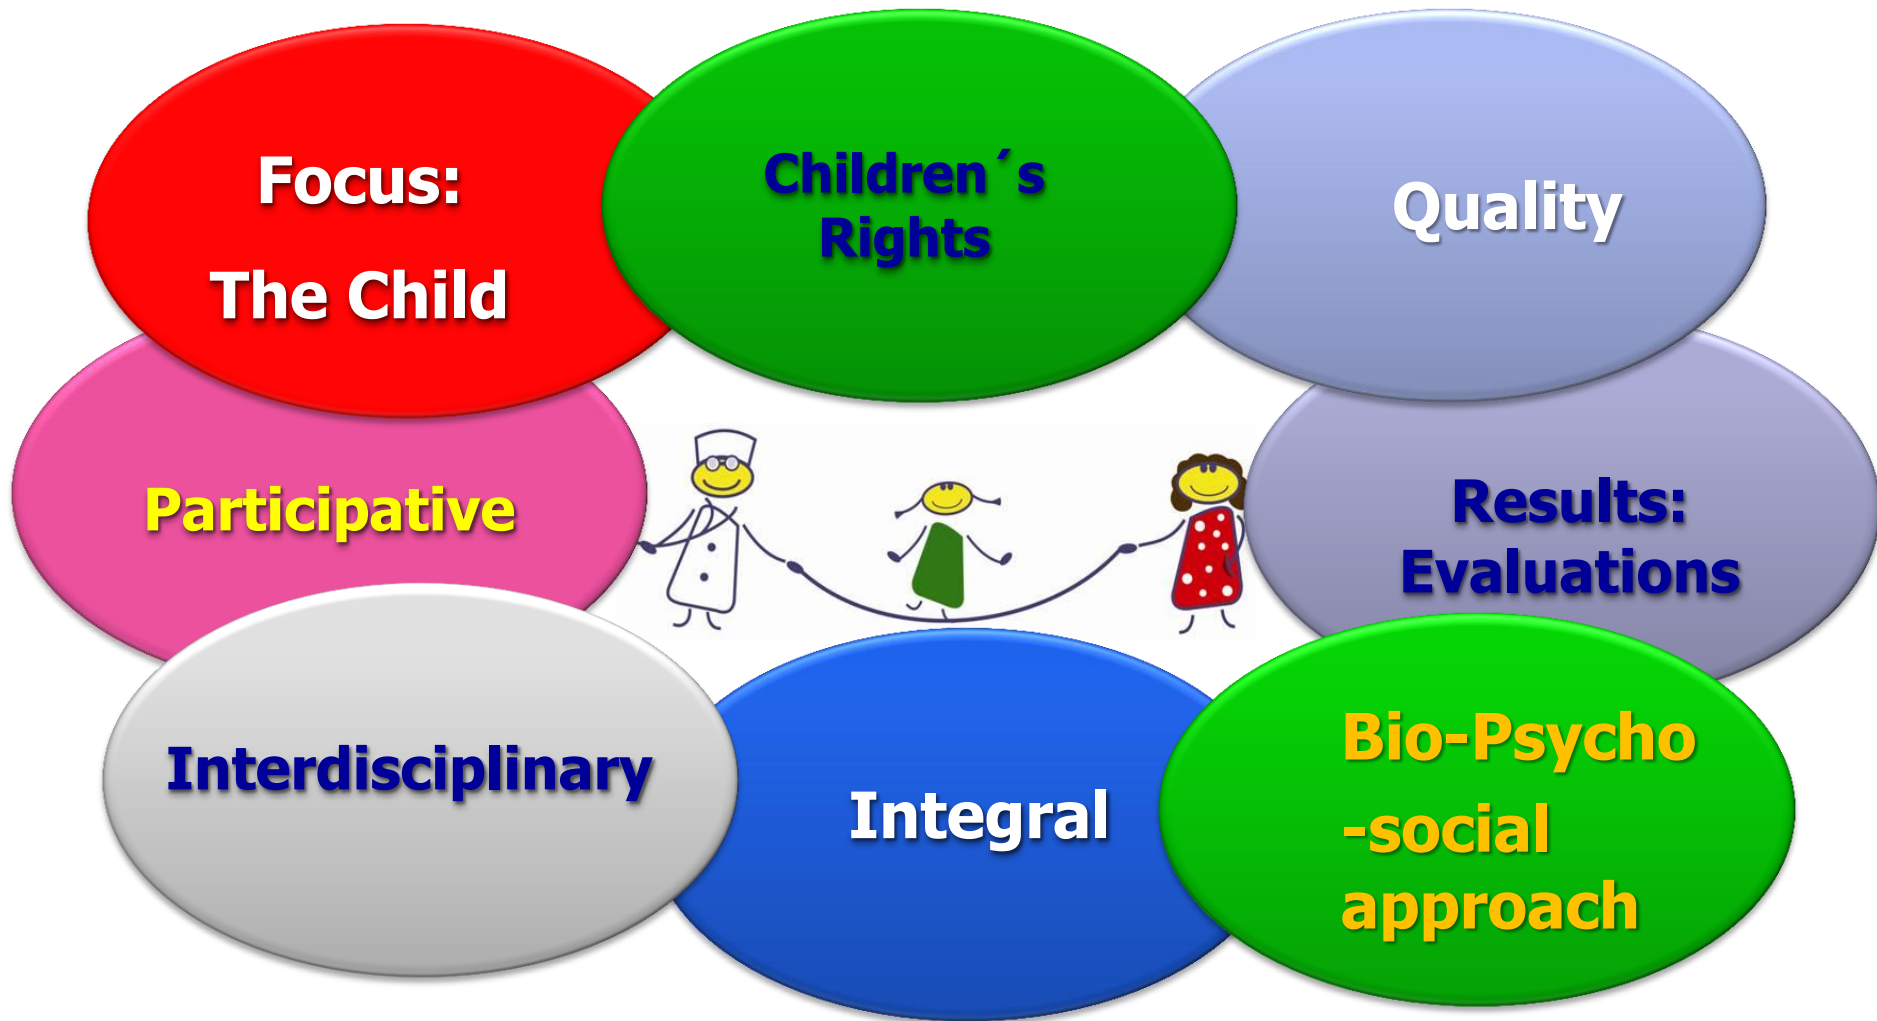 Focus:
The Child
Children´s
Rights
Quality
Participative
Results:
Evaluations
Interdisciplinary
Integral
Bio-Psycho
-social
approach